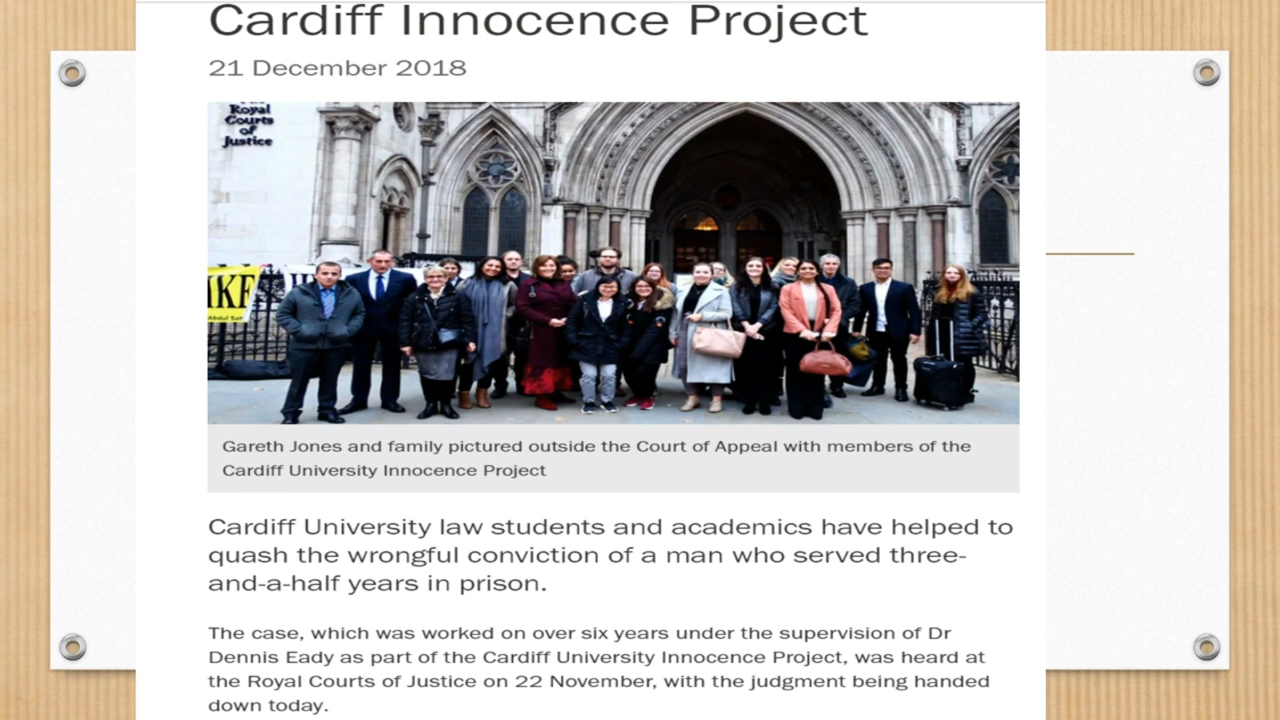 Cardiff Innocence Project
21 December 2018
Royal
Courts
of
Justice
IKE
Abdul
Gareth Jones and family pictured outside the Court of Appeal with members of the
Cardiff University Innocence Project
Cardiff University law students and academics have helped to
quash the wrongful conviction of a man who served three-
and-a-half years in prison.
The case, which was worked on over six years under the supervision of Dr
Dennis Eady as part of the Cardiff University Innocence Project, was heard at
the Royal Courts of Justice on 22 November, with the judgment being handed
down today.